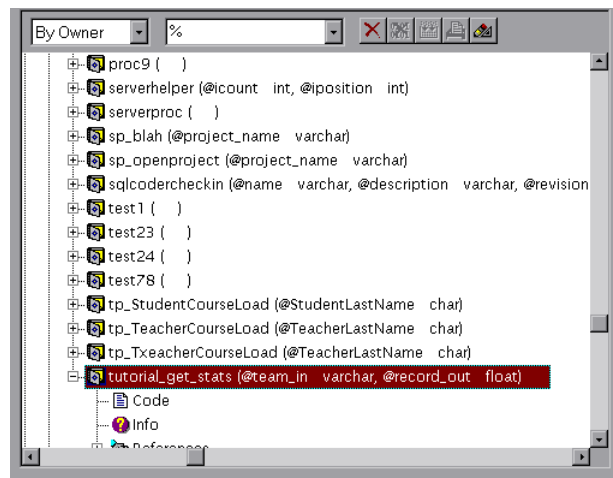 By Owner %
proc9 ( )
serverhelper (@icount int, @iposition int)
serverproc ( )
sp_blah (@project_name varchar)
sp_openproject (@project_name varchar)
sqlcodercheckin (@name varchar, @description varchar, @revision
test1 ( )
test23 ( )
test24 ( )
test78 ( )
tp_StudentCourseLoad (@StudentLastName char)
tp_TeacherCourseLoad (@TeacherLastName char)
tp_TxeacherCourseLoad (@TeacherLastName char)
tutorial_get_stats (@team_in varchar, @record_out float)
Code
Info
References